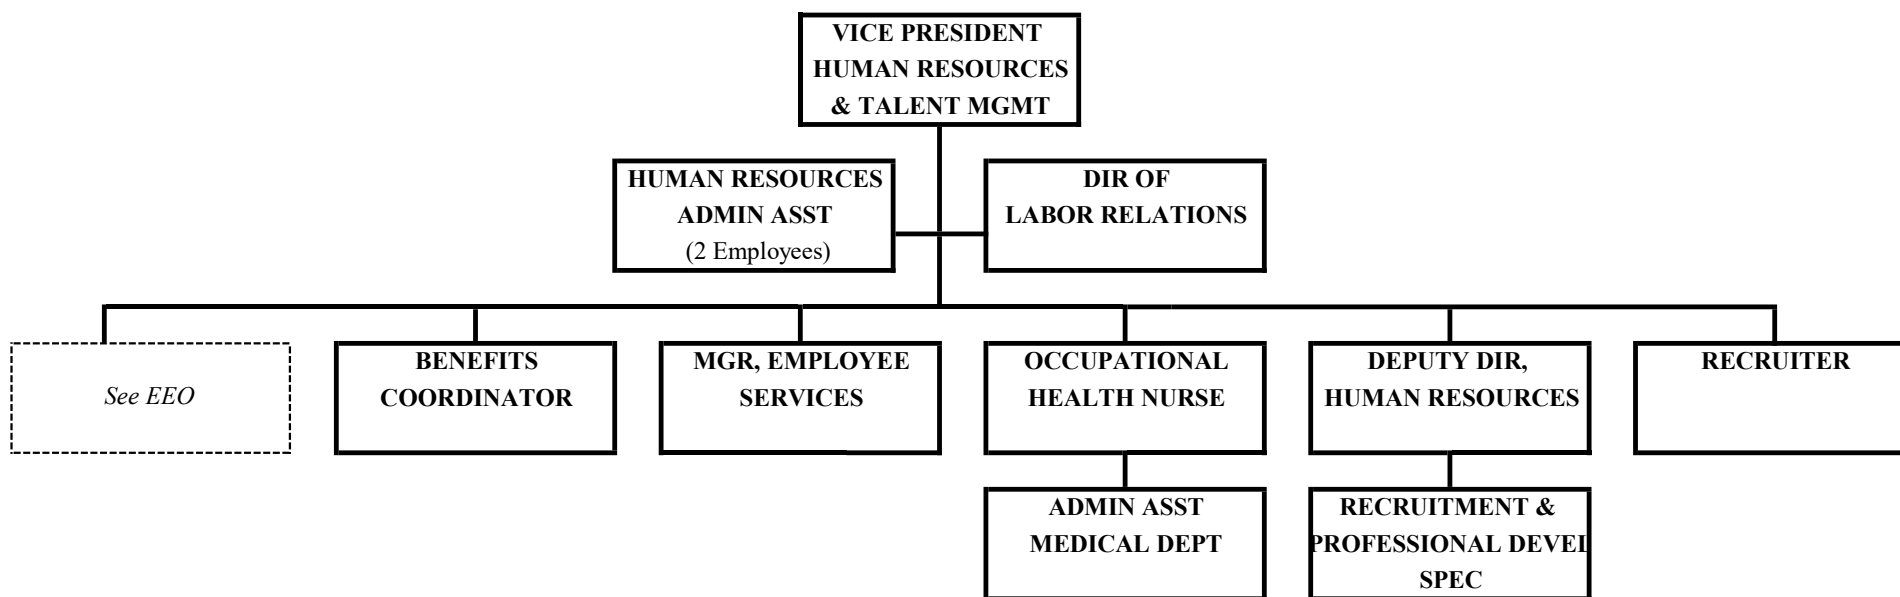 VICE PRESIDENT
HUMAN RESOURCES
& TALENT MGMT
HUMAN RESOURCES
ADMIN ASST
(2 Employees)
DIR OF
LABOR RELATIONS
See EEO
BENEFITS
COORDINATOR
MGR, EMPLOYEE
SERVICES
OCCUPATIONAL
HEALTH NURSE
DEPUTY DIR,
HUMAN RESOURCES
RECRUITER
ADMIN ASST
MEDICAL DEPT
RECRUITMENT &
PROFESSIONAL DEVEL
SPEC